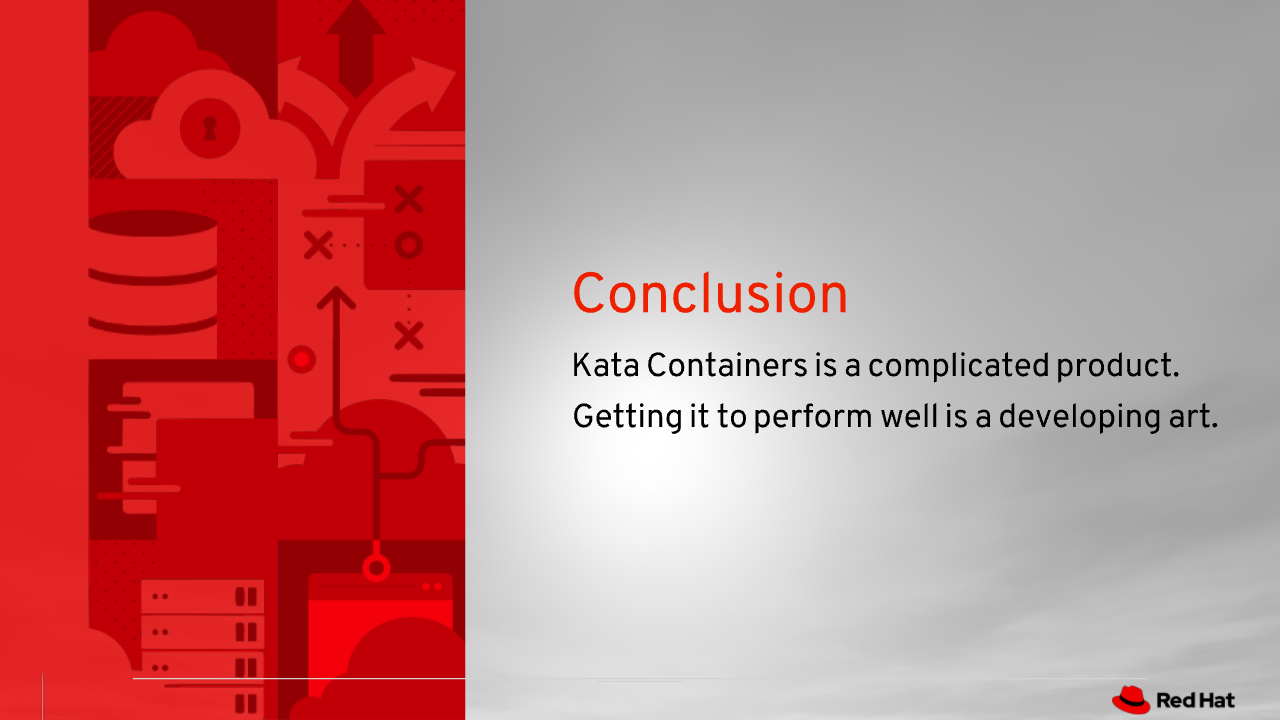 Conclusion
Kata Containers is a complicated product.
Getting it to perform well is a developing art.
Red Hat